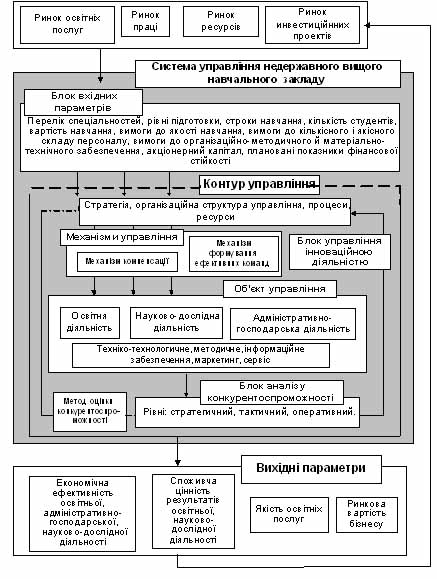 Ринок освітніх
послуг
Ринок
праці
Ринок
ресурсів
Ринок
инвестиційнних
проектів
Система управління недержавного вищого
навчального закладу
Блок вхідних
параметрів
Перелік спеціальностей, рівні підготовки, строки навчання, кількість студентів,
вартість навчання, вимоги до якості навчання, вимоги до кількісного і якісного
складу персоналу, вимоги до організаційно-методичного й матеріально-
технічного забезпечення, акціонерний капітал, плановані показники фінансової
стійкості
Контур управління
Стратегія, організаційна структура управління, процеси,
ресурси
Механізми управління
Механізм компенсації
Механізм
формування
ефективних команд
Блок управління
інноваційною
діяльністю
Об'єкт управління
Освітня
діяльність
Науково-дослідна
діяльність
Адміністративно-
господарська діяльність
Техніко-технологичне, методичне, інформаційне
забезпечення, маркетинг, сервіс
Блок аналізу
конкурентоспроможності
Метод оцінки
конкурентоспро-
можності
Рівні: стратегічний, тактичний, оперативний.
Вихідні параметри
Економічна
ефективність
освітньої,
адміністративно-
господарської,
науково-дослідної
діяльності
Споживча
цінність
результатів
освітньої,
науково-
дослідної
діяльності
Якість освітніх
послуг
Ринкова
вартість
бізнесу